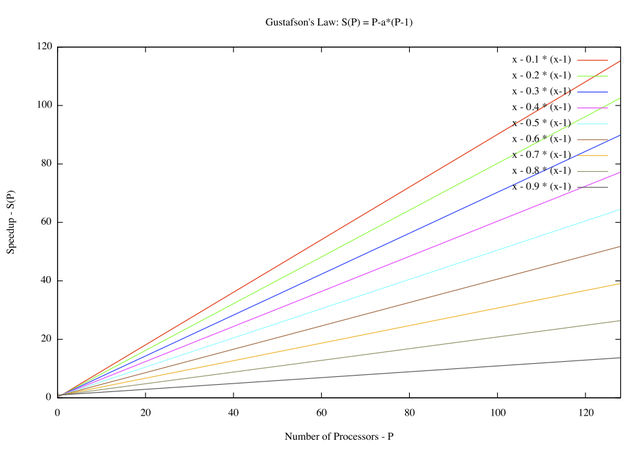 Gustafson's Law: S(P) = P-a*(P-1)
120
100
80
60
40
20
0
Speedup - S(P)
x - 0.1 * (x-1)
x - 0.2 * (x-1)
x - 0.3 * (x-1)
x - 0.4 * (x-1)
x - 0.5 * (x-1)
x - 0.6 * (x-1)
x - 0.7 * (x-1)
x - 0.8 * (x-1)
x - 0.9 * (x-1)
0 20 40 60 80 100 120
Number of Processors - P